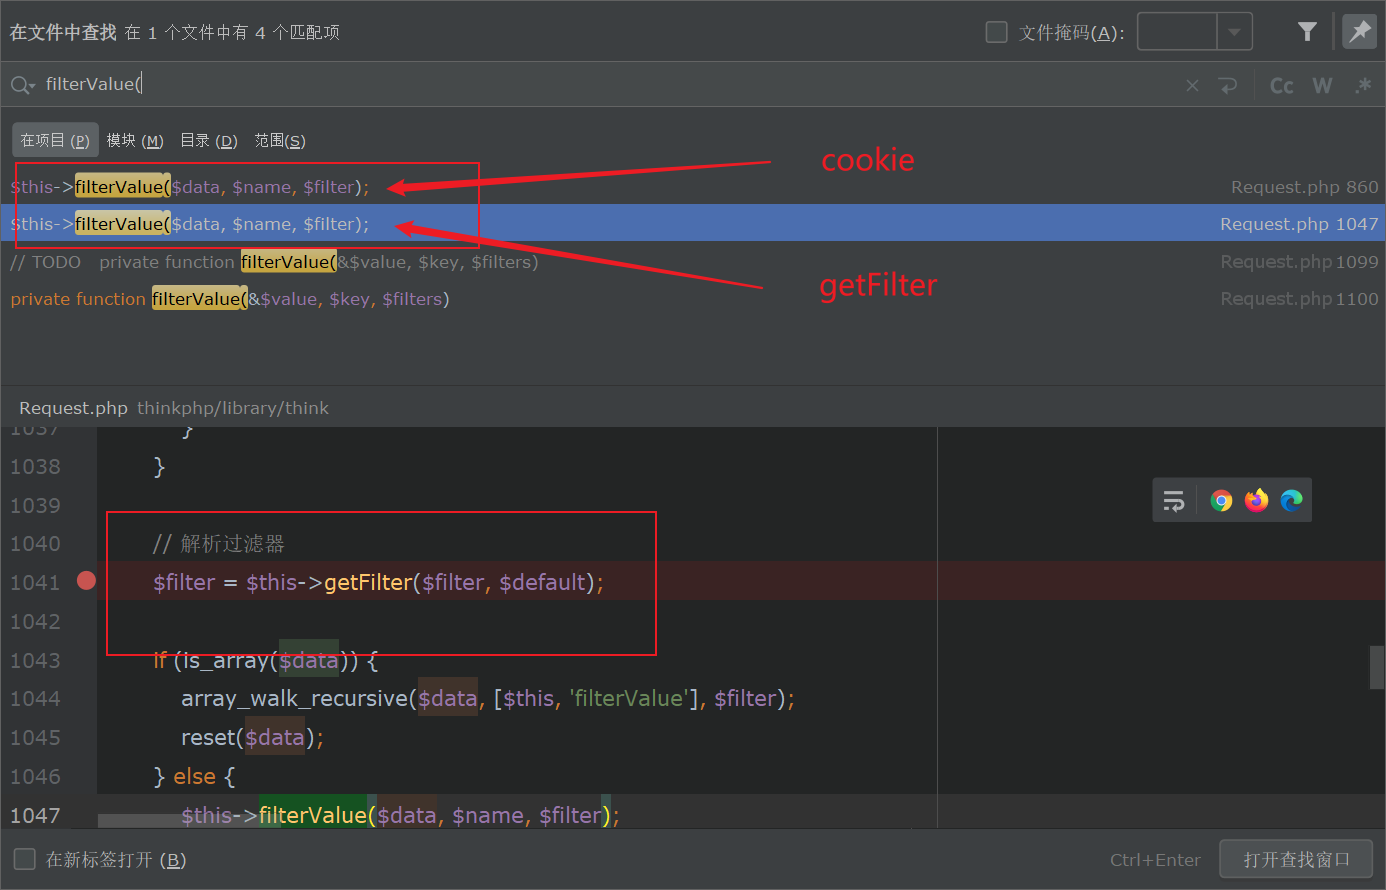 在文件中查找 在 1 个文件中有 4 个匹配项 文件掩码(A):
filterValue( Cc W .*
在项目 (P) 模块 (M) 目录 (D) 范围(S)
cookie
$this->filterValue($data, $name, $filter); Request.php 860
$this->filterValue($data, $name, $filter); Request.php 1047
// TODO private function filterValue(&$value, $key, $filters) Request.php 1099
getFilter
private function filterValue(&$value, $key, $filters) Request.php 1100
Request.php thinkphp/library/think
1037 }
1038 }
1039
1040 // 解析过滤器
1041 $filter = $this->getFilter($filter, $default);
1042
1043 if (is_array($data)) {
1044 array_walk_recursive($data, [$this, 'filterValue'], $filter);
1045 reset($data);
1046 } else {
1047 $this->filterValue($data, $name, $filter);
在新标签打开 (B) Ctrl+Enter 打开查找窗口